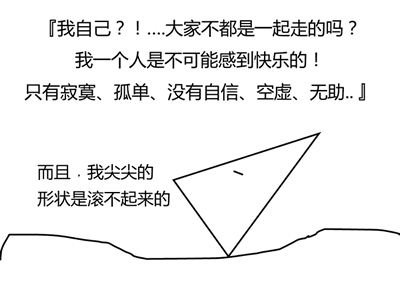 『我自己？！....大家不都是一起走的吗？
我一个人是不可能感到快乐的！
只有寂寞、孤单、没有自信、空虚、无助.. 』
而且﹐我尖尖的
形状是滚不起来的